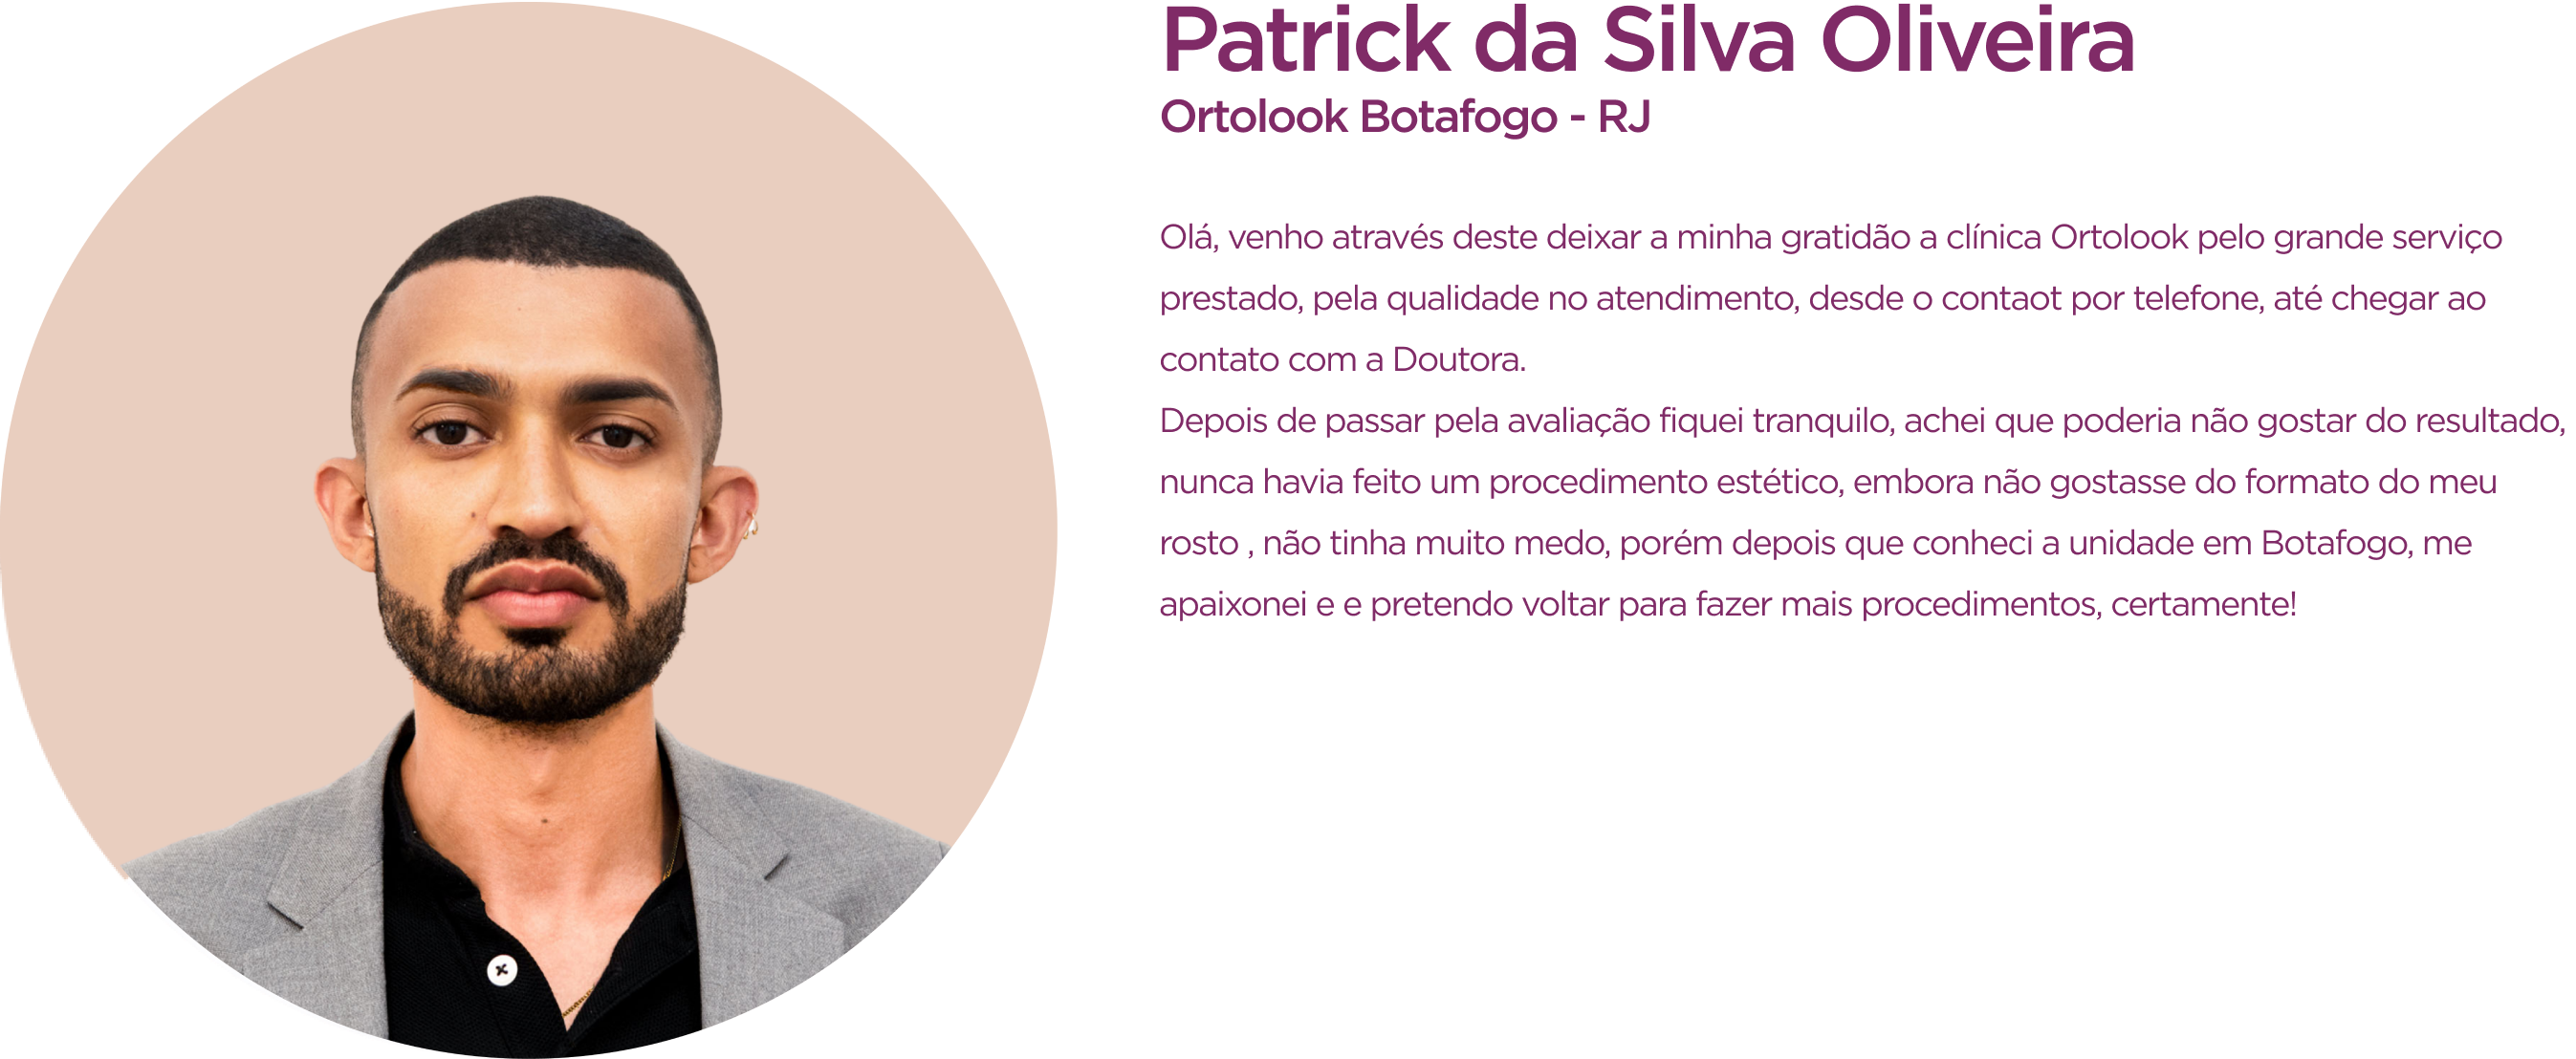 Patrick da Silva Oliveira
Ortolook Botafogo - RJ
Olá, venho através deste deixar a minha gratidão a clínica Ortolook pelo grande serviço
prestado, pela qualidade no atendimento, desde o contaot por telefone, até chegar ao
contato com a Doutora.
Depois de passar pela avaliação fiquei tranquilo, achei que poderia não gostar do resultado,
nunca havia feito um procedimento estético, embora não gostasse do formato do meu
rosto , não tinha muito medo, porém depois que conheci a unidade em Botafogo, me
apaixonei e e pretendo voltar para fazer mais procedimentos, certamente!